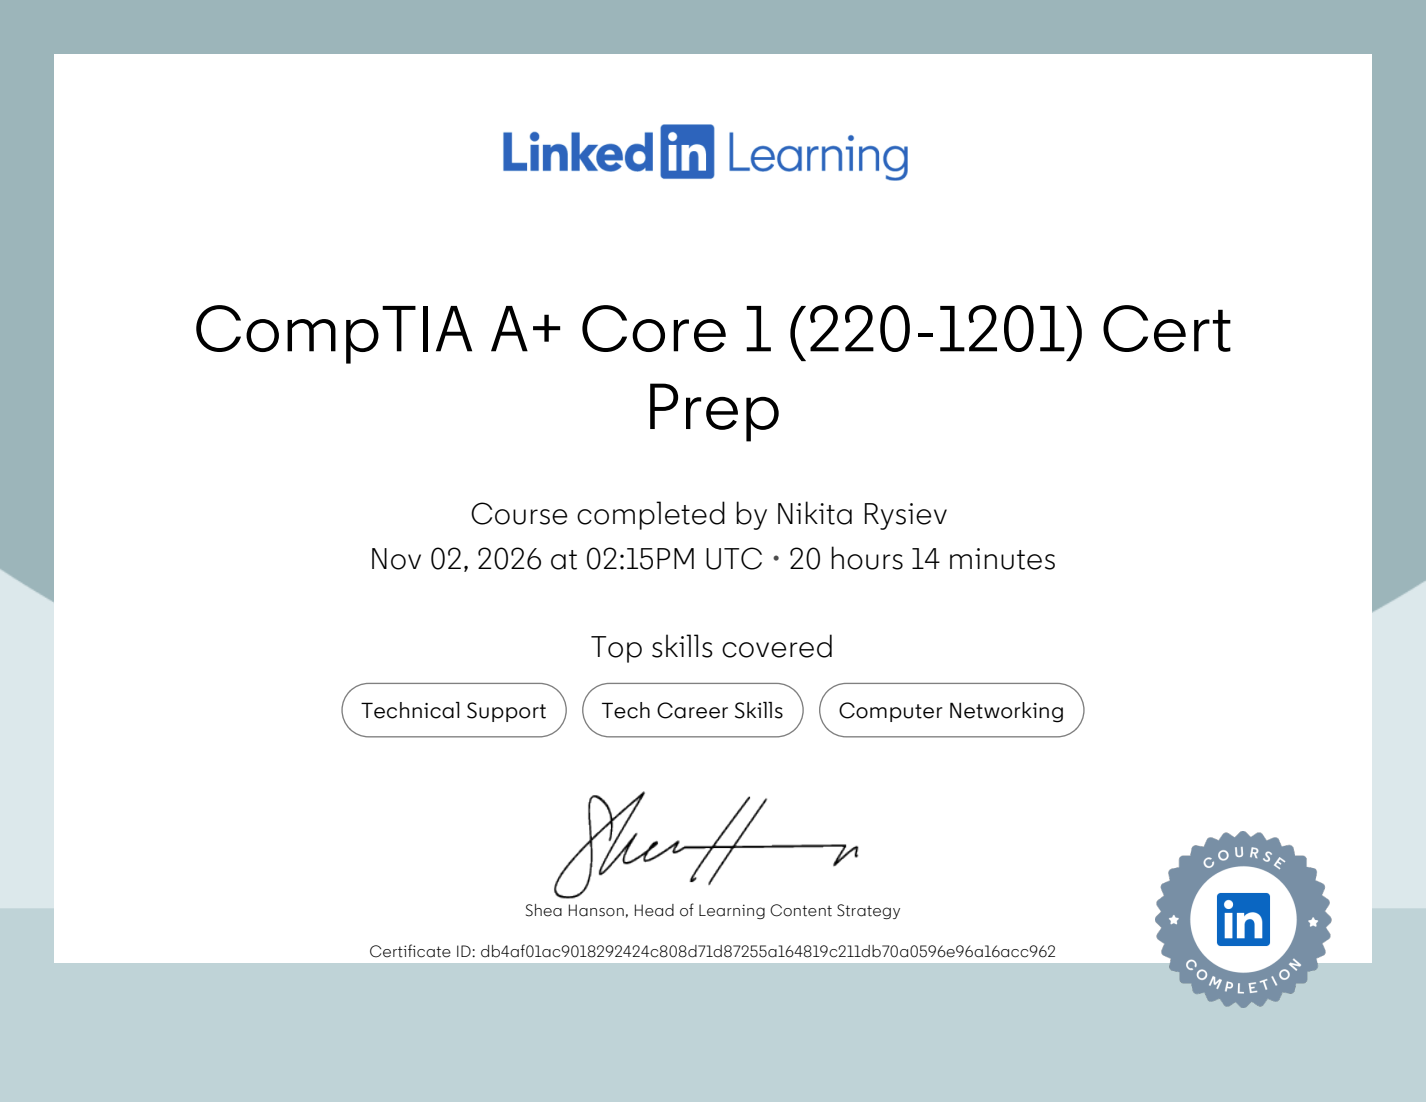 LinkedIn Learning
CompTIA A+ Core 1 (220-1201) Cert
Prep
Course completed by Nikita Rysiev
Nov 02, 2026 at 02:15PM UTC • 20 hours 14 minutes
Top skills covered
Technical Support
Tech Career Skills
Computer Networking
Shea Hanson, Head of Learning Content Strategy
Certificate ID: db4af01ac9018292424c808d71d87255a164819c211db70a0596e96a16acc962
COURSE
in
COMPLETION